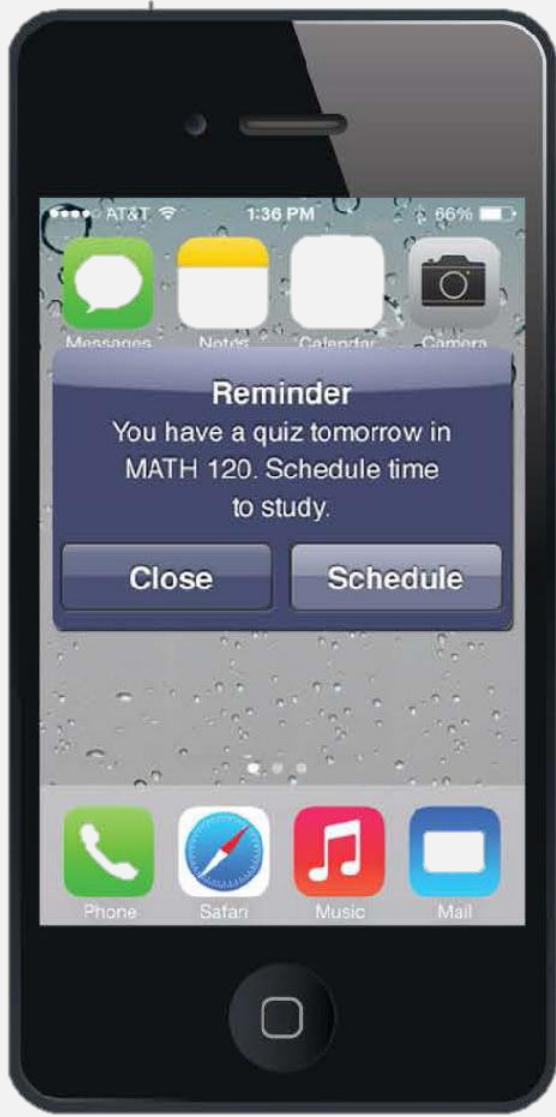 AT&T 1:36 PM 66%
Messages Notes Calendar Camera
Reminder
You have a quiz tomorrow in
MATH 120. Schedule time
to study.
Close Schedule
Phone Safari Music Mail